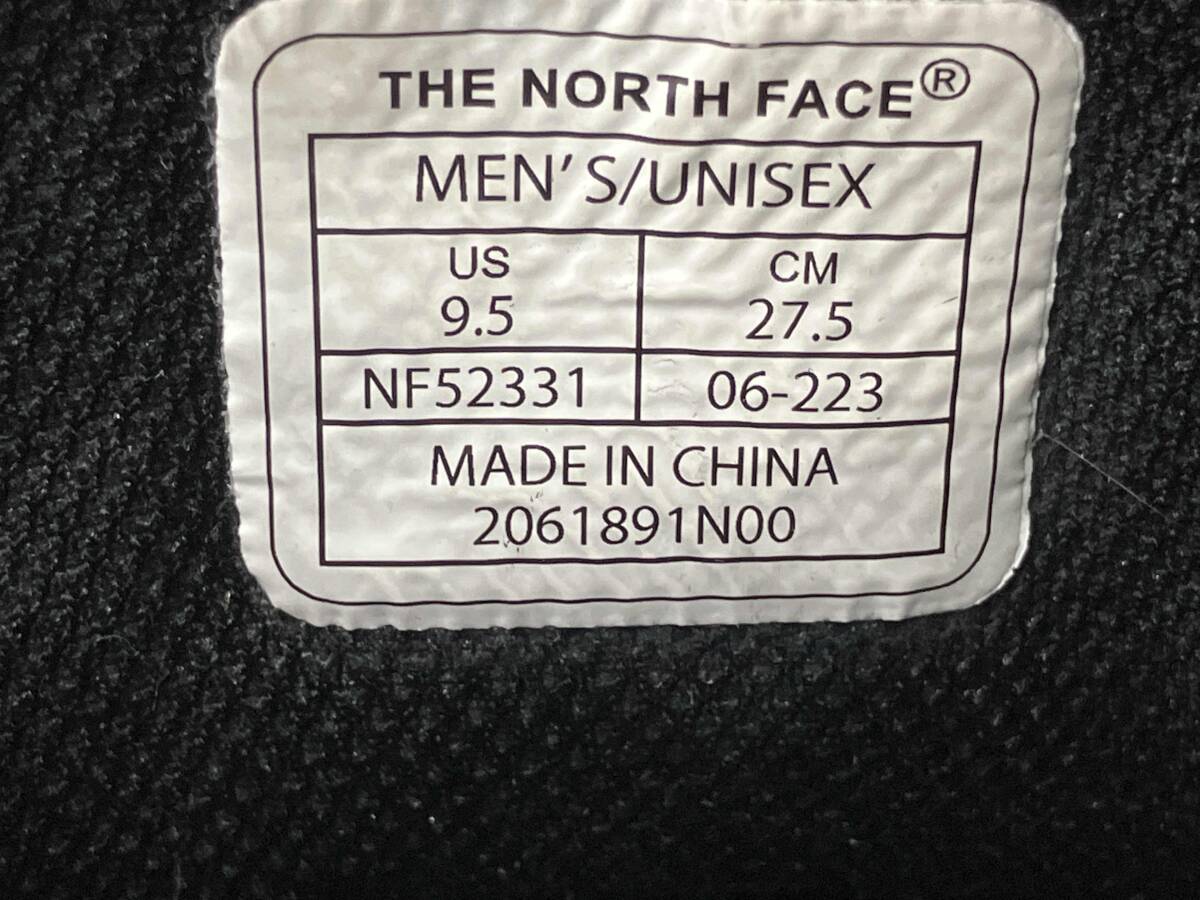 THE NORTH FACE®
MEN'S/UNISEX
US CM
9.5 27.5
NF52331 06-223
MADE IN CHINA
2061891N00